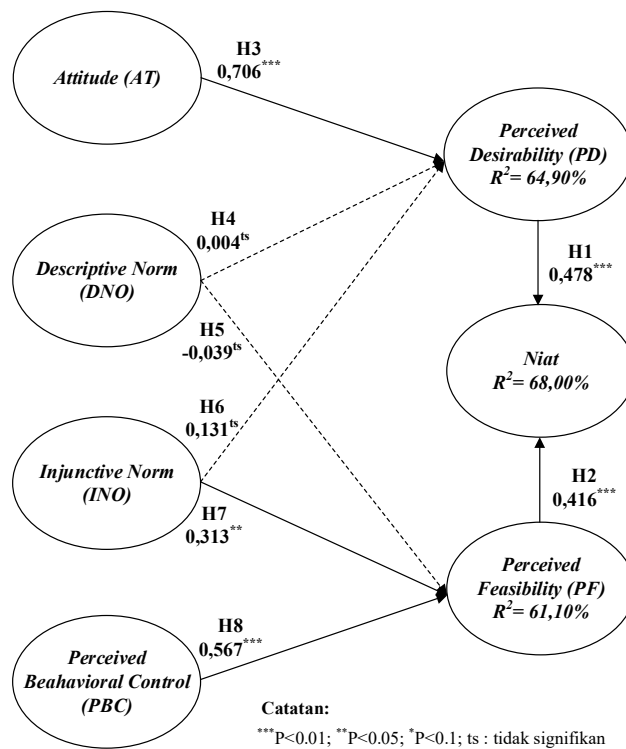 H3
0,706***
Attitude (AT)
Perceived
Desirability (PD)
R²= 64,90%
H4
0,004ᵗˢ
Descriptive Norm
(DNO)
H1
0,478***
H5
-0,039ᵗˢ
Niat
R²= 68,00%
H6
0,131ᵗˢ
Injunctive Norm
(INO)
H7
0,313**
H2
0,416***
Perceived
Feasibility (PF)
R²= 61,10%
H8
0,567***
Perceived
Beahavioral Control
(PBC)
Catatan:
***P<0.01; **P<0.05; *P<0.1; ts : tidak signifikan